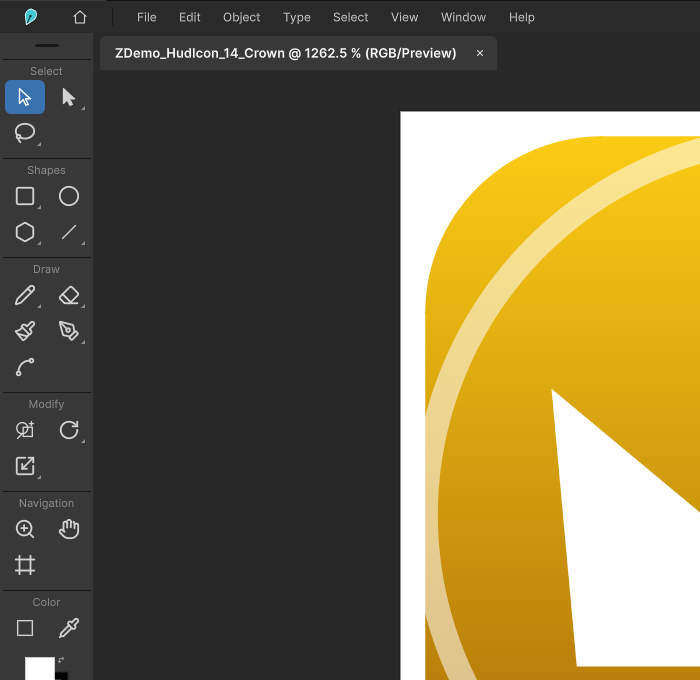 File Edit Object Type Select View Window Help
ZDemo_HudIcon_14_Crown @ 1262.5 % (RGB/Preview) ×
Select
Shapes
Draw
Modify
Navigation
Color